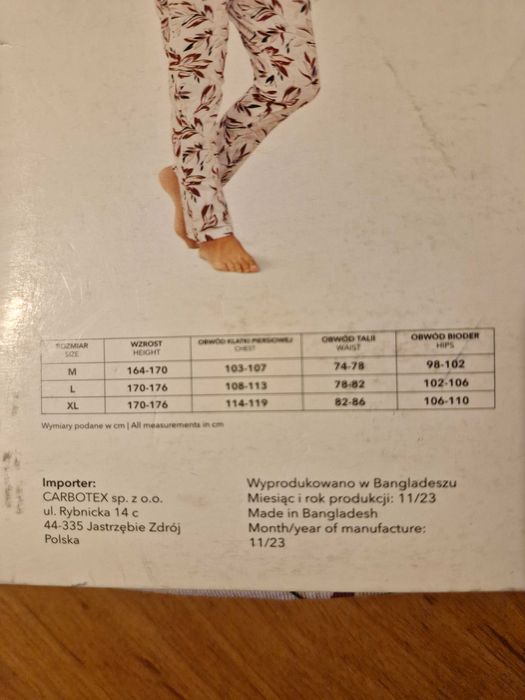 ROZMIAR WZROST OBWÓD KLATKI PIERSIOWEJ OBWÓD TALII OBWÓD BIODER
SIZE HEIGHT CHEST WAIST HIPS
M 164-170 103-107 74-78 98-102
L 170-176 108-113 78-82 102-106
XL 170-176 114-119 82-86 106-110
Wymiary podane w cm | All measurements in cm
Importer:
CARBOTEX sp. z o.o.
ul. Rybnicka 14 c
44-335 Jastrzębie Zdrój
Polska
Wyprodukowano w Bangladeszu
Miesiąc i rok produkcji: 11/23
Made in Bangladesh
Month/year of manufacture:
11/23